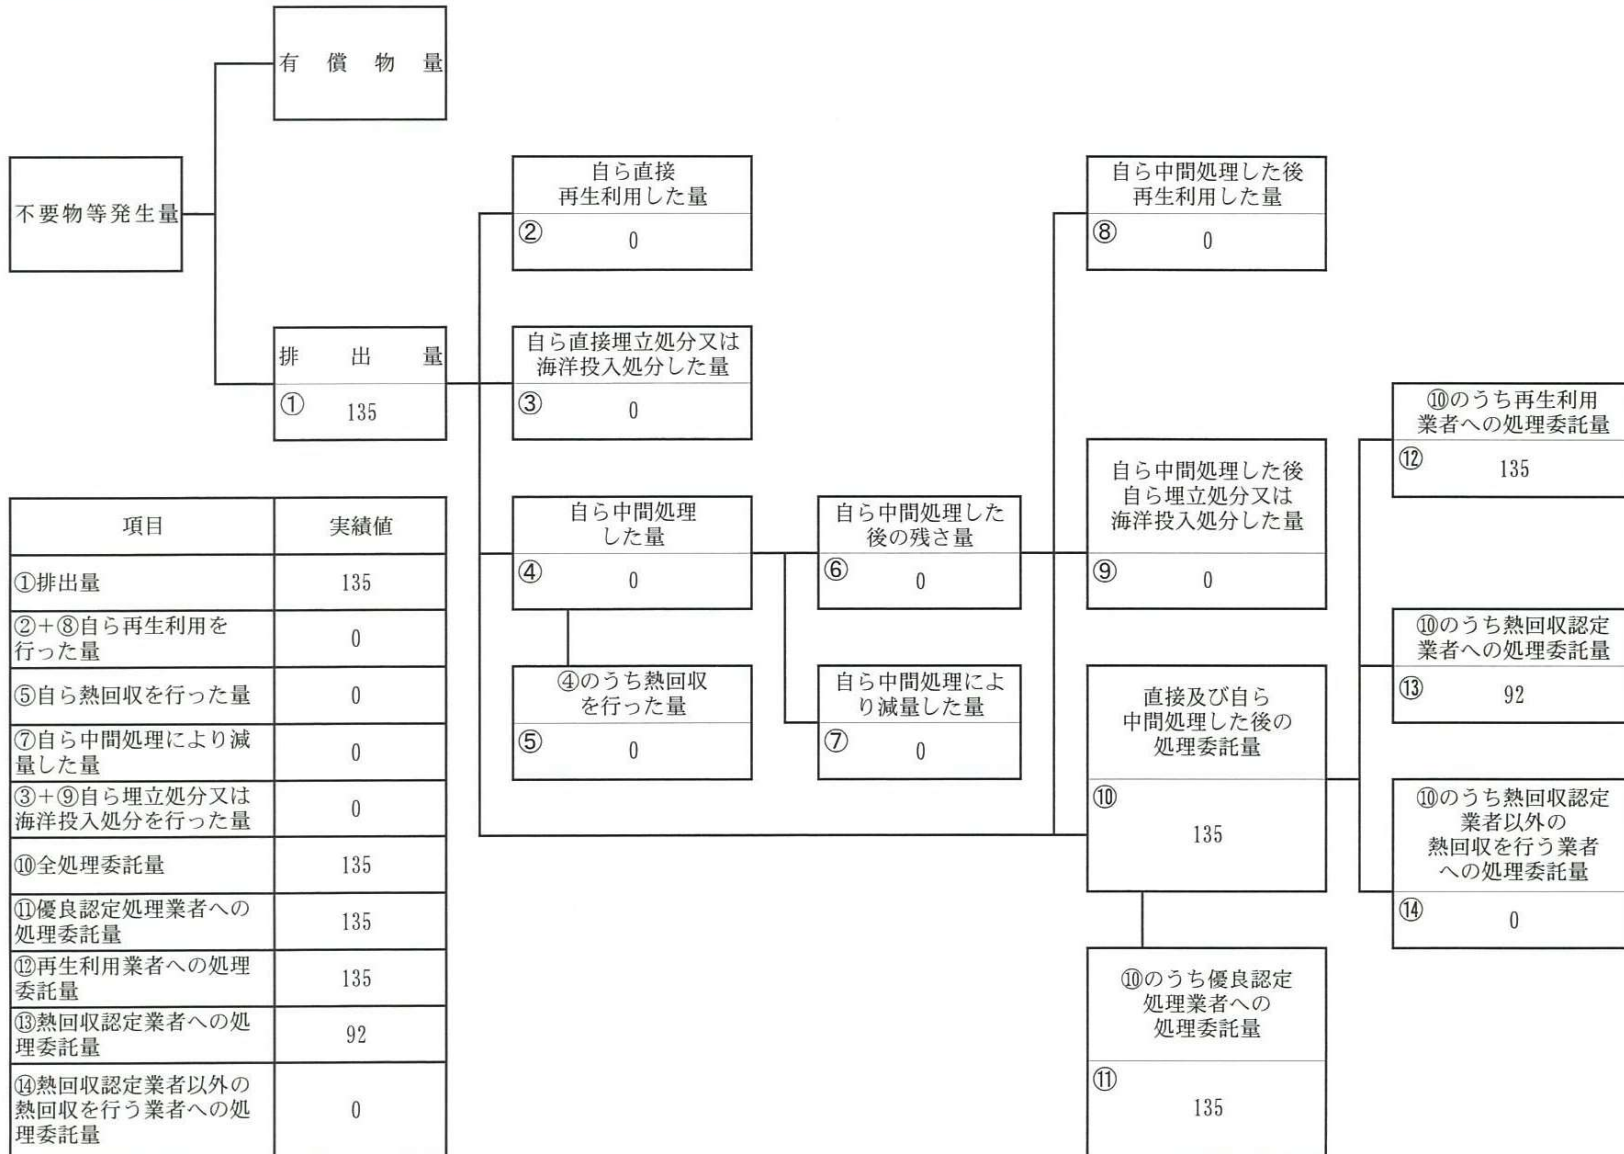 有償物量
不要物等発生量
排出量
① 135
自ら直接
再生利用した量
② 0
自ら直接埋立処分又は
海洋投入処分した量
③ 0
自ら中間処理
した量
④ 0
④のうち熱回収
を行った量
⑤ 0
自ら中間処理した
後の残さ量
⑥ 0
自ら中間処理によ
り減量した量
⑦ 0
自ら中間処理した後
再生利用した量
⑧ 0
自ら中間処理した後
自ら埋立処分又は
海洋投入処分した量
⑨ 0
直接及び自ら
中間処理した後の
処理委託量
⑩
135
⑩のうち優良認定
処理業者への
処理委託量
⑪
135
⑩のうち再生利用
業者への処理委託量
⑫ 135
⑩のうち熱回収認定
業者への処理委託量
⑬ 92
⑩のうち熱回収認定
業者以外の
熱回収を行う業者
への処理委託量
⑭ 0
項目 実績値
①排出量 135
②+⑧自ら再生利用を
行った量 0
⑤自ら熱回収を行った量 0
⑦自ら中間処理により減
量した量 0
③+⑨自ら埋立処分又は
海洋投入処分を行った量 0
⑩全処理委託量 135
⑪優良認定処理業者への
処理委託量 135
⑫再生利用業者への処理
委託量 135
⑬熱回収認定業者への処
理委託量 92
⑭熱回収認定業者以外の
熱回収を行う業者への処
理委託量 0